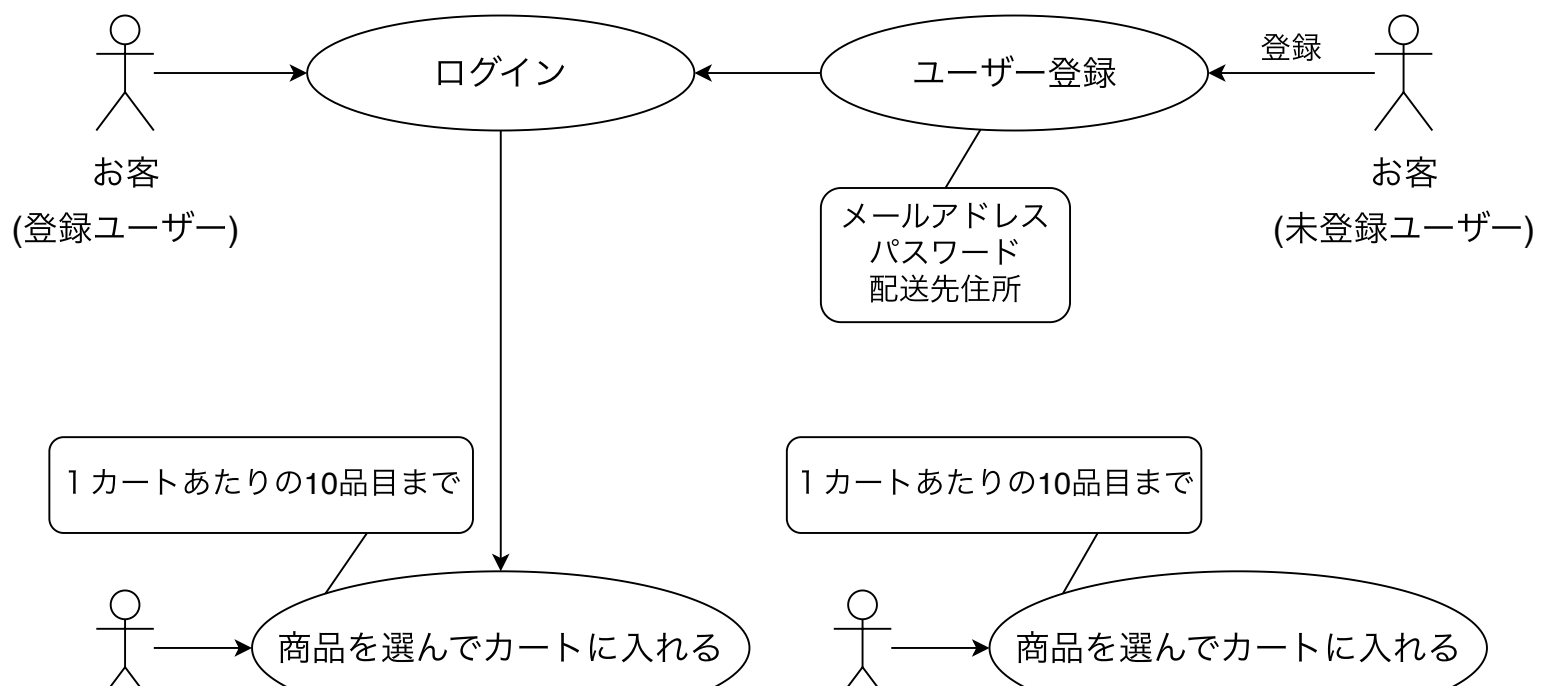 ログイン
ユーザー登録
登録
お客
(登録ユーザー)
お客
(未登録ユーザー)
メールアドレス
パスワード
配送先住所
１カートあたりの10品目まで
１カートあたりの10品目まで
商品を選んでカートに入れる
商品を選んでカートに入れる